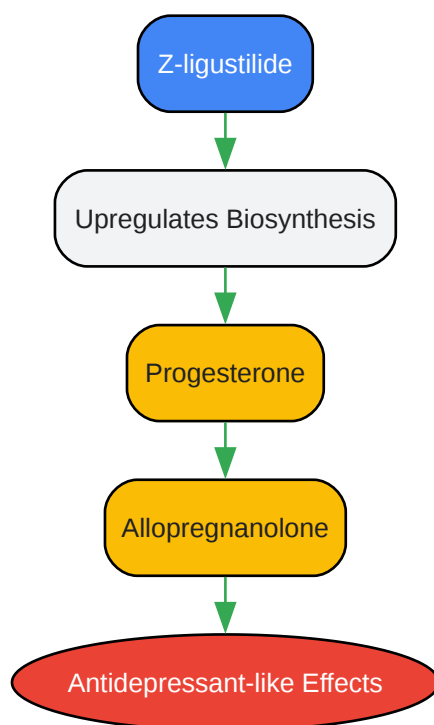 Z-ligustilide
Upregulates Biosynthesis
Progesterone
Allopregnanolone
Antidepressant-like Effects